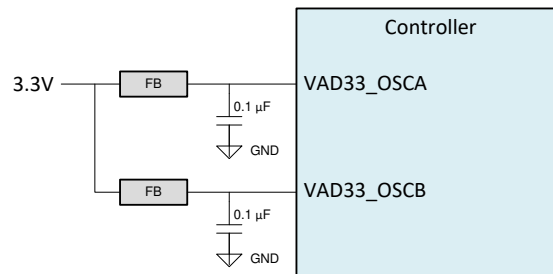 Controller
3.3V
FB
VAD33_OSCA
0.1 µF
GND
FB
VAD33_OSCB
0.1 µF
GND